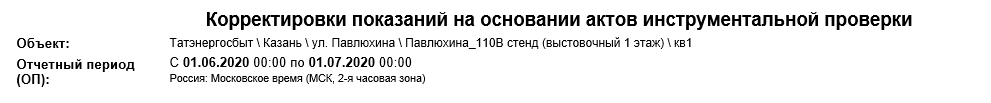 Корректировки показаний на основании актов инструментальной проверки
Объект: Татэнергосбыт \ Казань \ ул. Павлюхина \ Павлюхина_110В стенд (выстовочный 1 этаж) \ кв1
Отчетный период (ОП): С 01.06.2020 00:00 по 01.07.2020 00:00
Россия: Московское время (МСК, 2-я часовая зона)